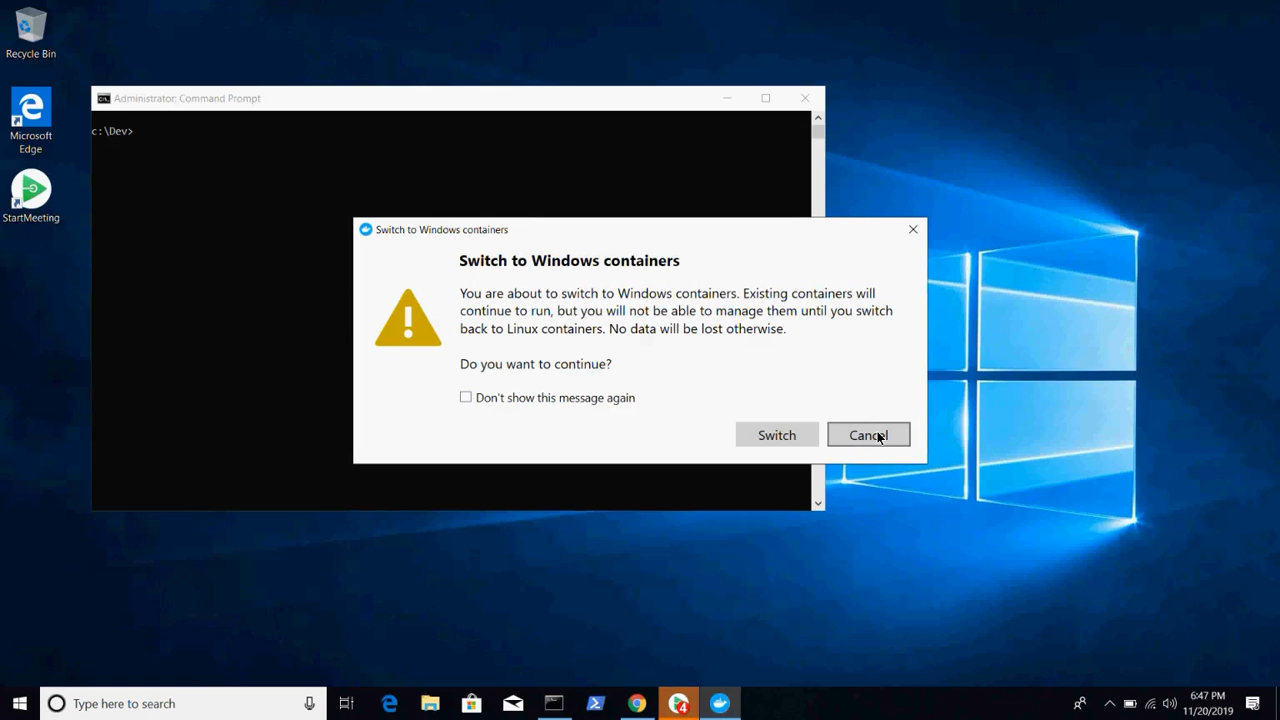 Recycle Bin
Microsoft
Edge
StartMeeting
Administrator: Command Prompt
c:\Dev>
Switch to Windows containers
Switch to Windows containers
You are about to switch to Windows containers. Existing containers will
continue to run, but you will not be able to manage them until you switch
back to Linux containers. No data will be lost otherwise.
Do you want to continue?
Don't show this message again
Switch
Cancel
Type here to search
4
6:47 PM
11/20/2019